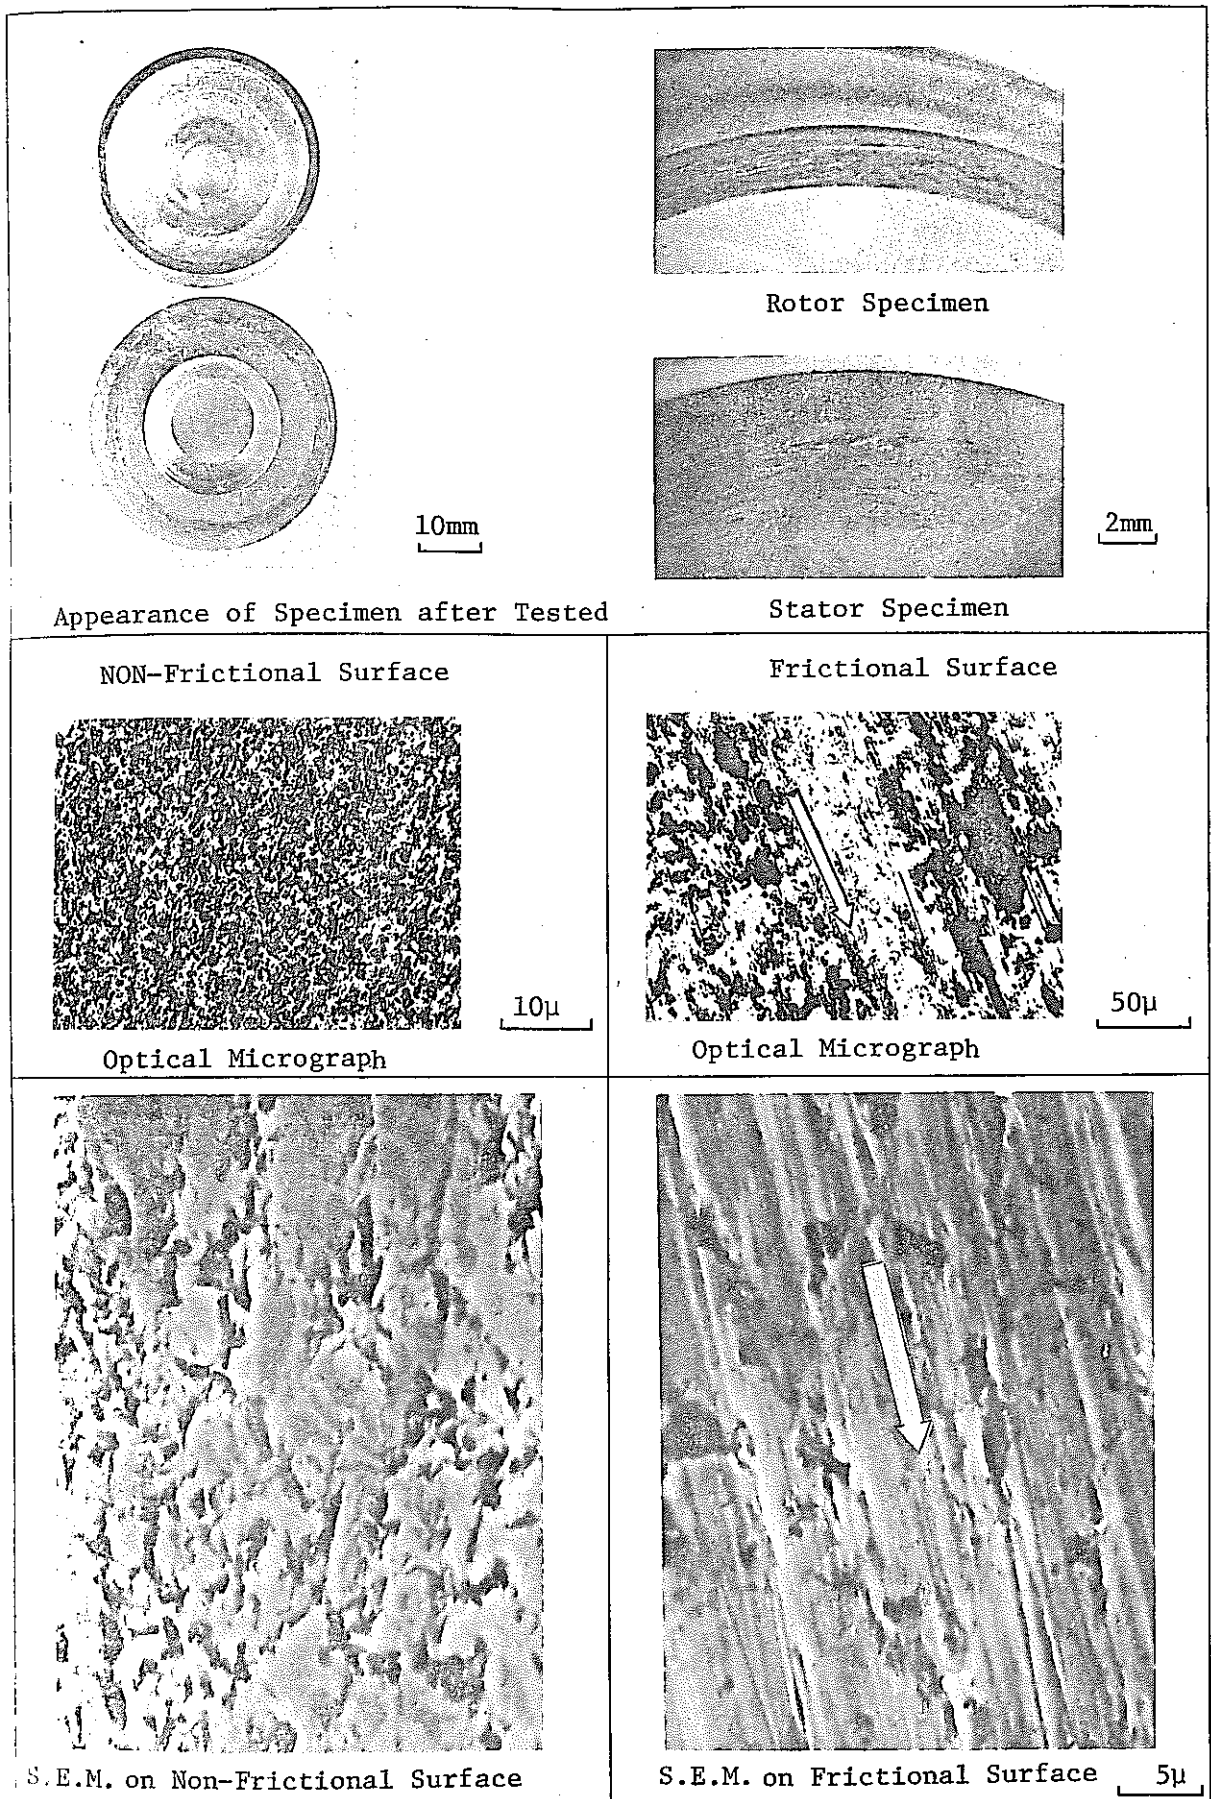 Rotor Specimen
10mm
2mm
Appearance of Specimen after Tested
Stator Specimen
NON-Frictional Surface
Frictional Surface
10μ
50μ
Optical Micrograph
Optical Micrograph
S.E.M. on Non-Frictional Surface
S.E.M. on Frictional Surface
5μ